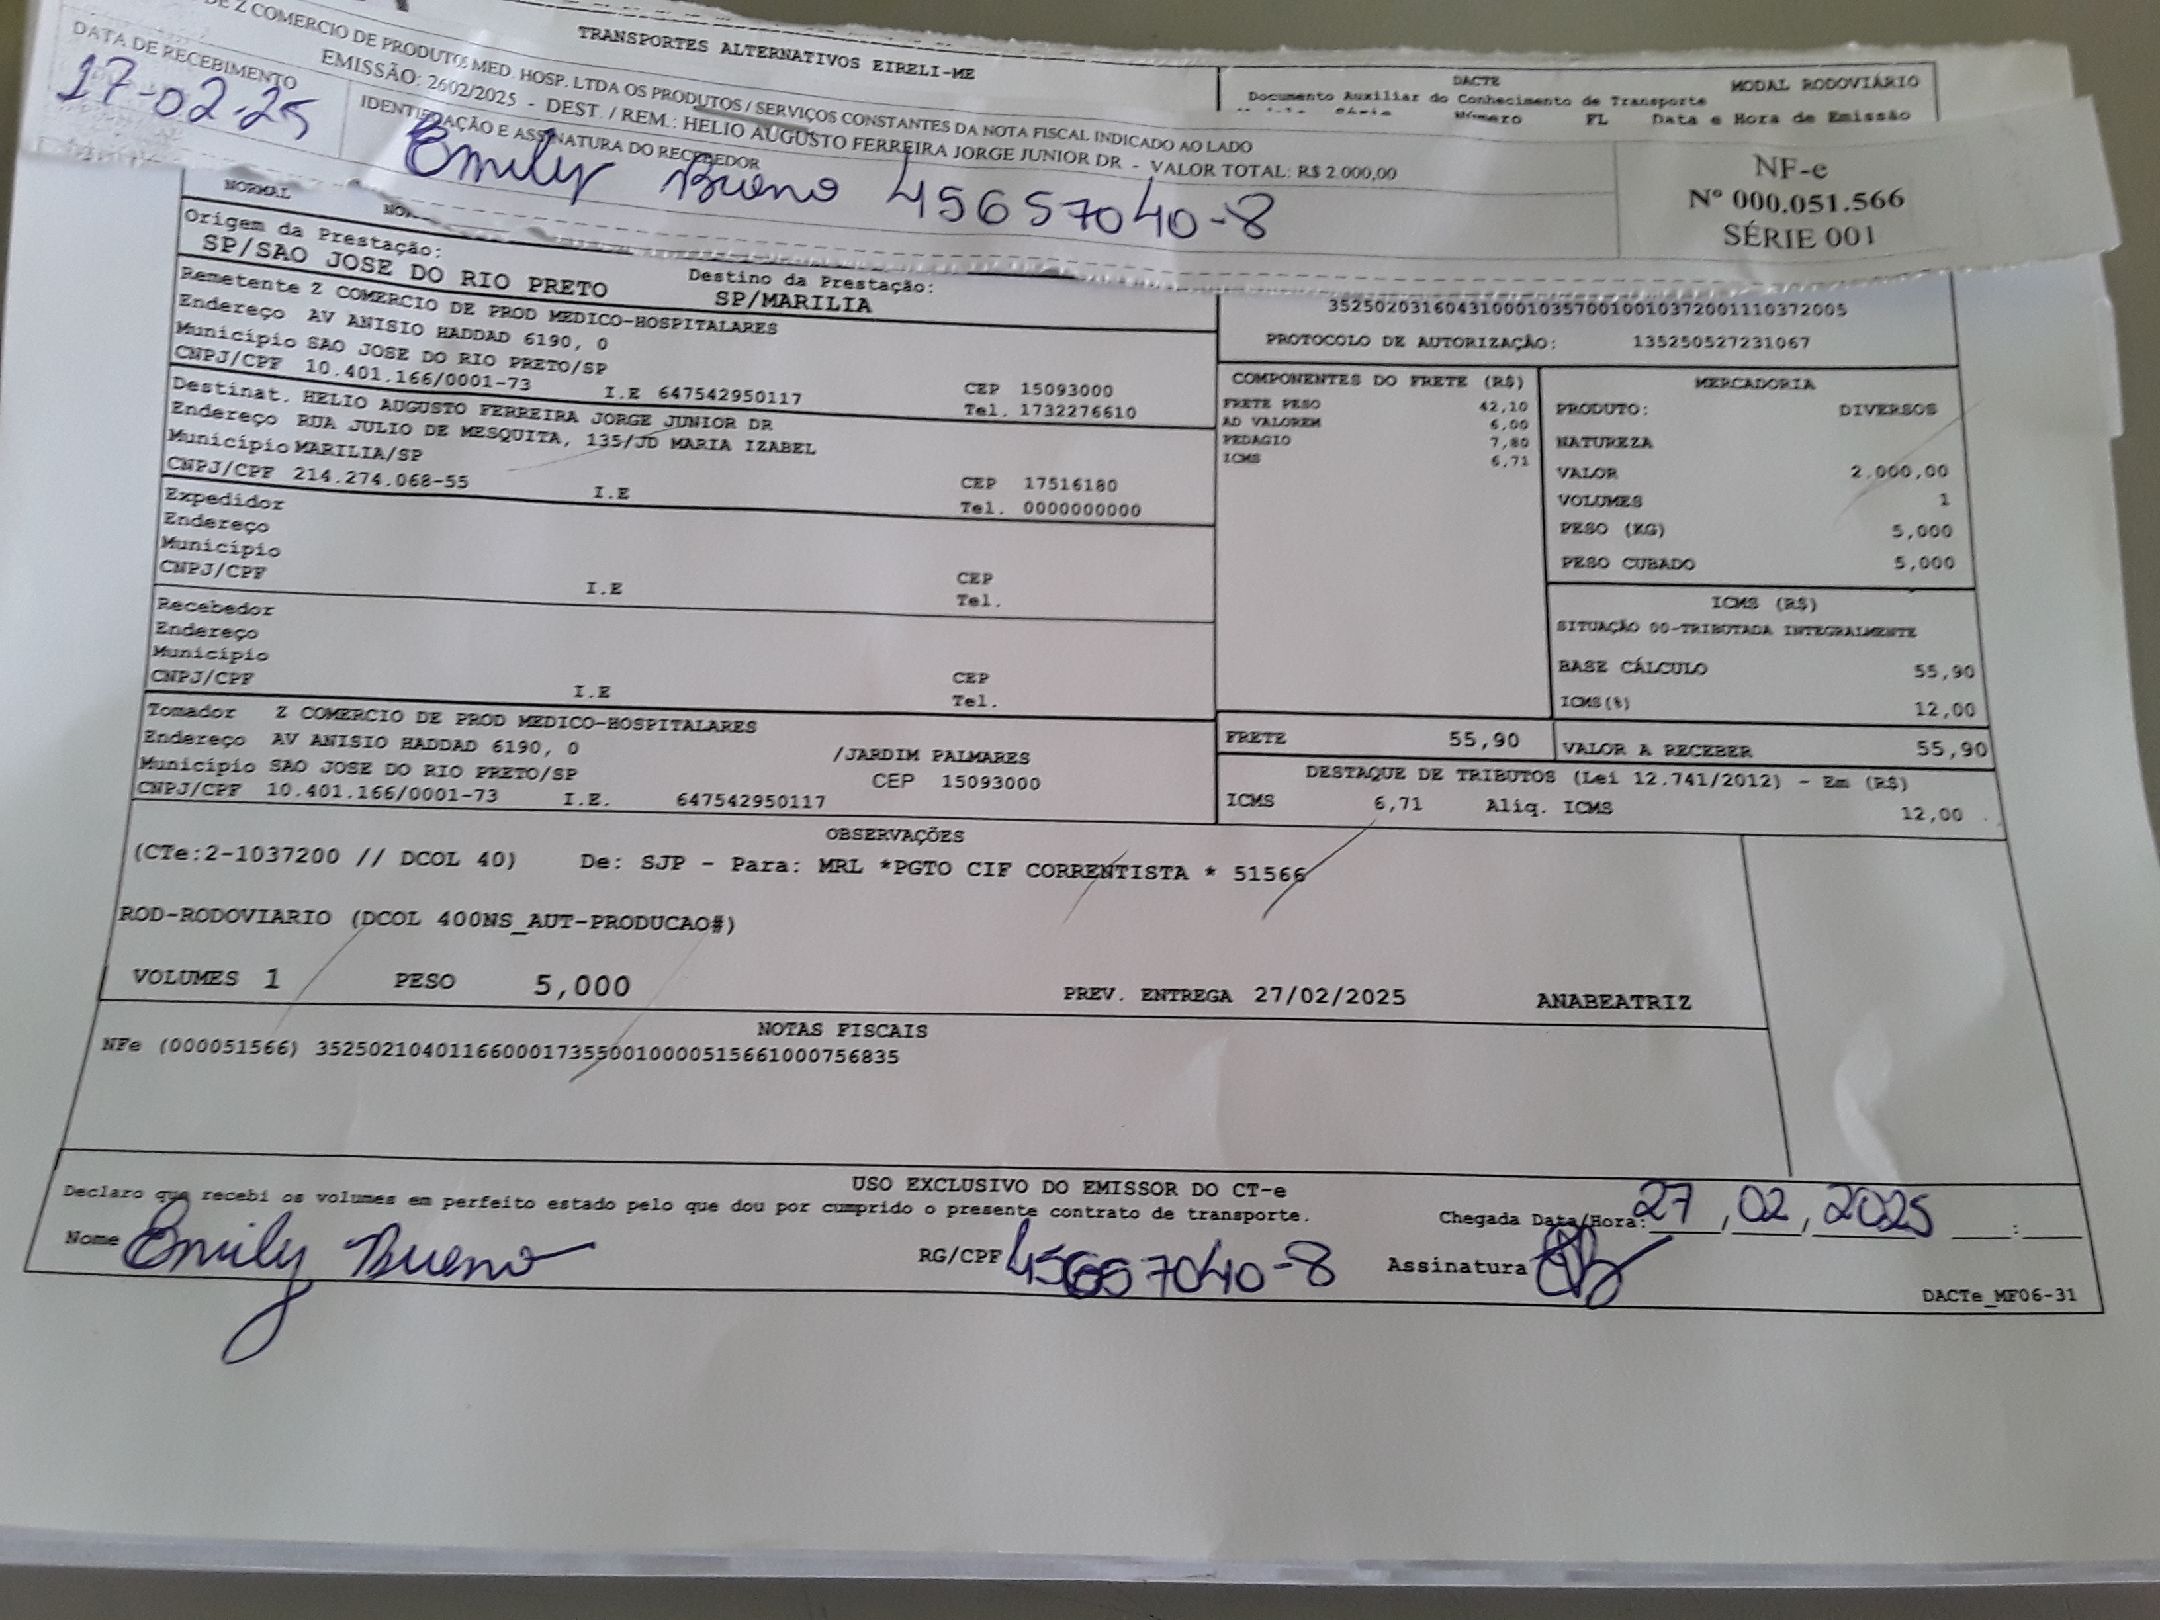 TRANSPORTES ALTERNATIVOS EIRELI-ME
DACTE MODAL RODOVIÁRIO
Documento Auxiliar do Conhecimento de Transporte
Número FL Data e Hora de Emissão
DE Z COMERCIO DE PRODUTOS MED. HOSP. LTDA OS PRODUTOS / SERVIÇOS CONSTANTES DA NOTA FISCAL INDICADO AO LADO
EMISSÃO: 2602/2025 - DEST. / REM.: HELIO AUGUSTO FERREIRA JORGE JUNIOR DR - VALOR TOTAL: R$ 2.000,00
DATA DE RECEBIMENTO
17-02-25
IDENTIFICAÇÃO E ASSINATURA DO RECEBEDOR
Emily Bueno 45657040-8
NF-e
Nº 000.051.566
SÉRIE 001
NORMAL
Origem da Prestação:
SP/SAO JOSE DO RIO PRETO
Destino da Prestação:
SP/MARILIA
Remetente Z COMERCIO DE PROD MEDICO-HOSPITALARES
Endereço AV ANISIO HADDAD 6190, 0
Município SAO JOSE DO RIO PRETO/SP CEP 15093000
CNPJ/CPF 10.401.166/0001-73 I.E 647542950117 Tel. 1732276610
Destinat. HELIO AUGUSTO FERREIRA JORGE JUNIOR DR
Endereço RUA JULIO DE MESQUITA, 135/JD MARIA IZABEL
Município MARILIA/SP CEP 17516180
CNPJ/CPF 214.274.068-55 I.E Tel. 0000000000
Expedidor
Endereço
Município CEP
CNPJ/CPF I.E Tel.
Recebedor
Endereço
Município CEP
CNPJ/CPF I.E Tel.
Tomador Z COMERCIO DE PROD MEDICO-HOSPITALARES
Endereço AV ANISIO HADDAD 6190, 0 /JARDIM PALMARES
Município SAO JOSE DO RIO PRETO/SP CEP 15093000
CNPJ/CPF 10.401.166/0001-73 I.E. 647542950117
35250203160431000103570010010372001110372005
PROTOCOLO DE AUTORIZAÇÃO: 135250527231067
COMPONENTES DO FRETE (R$)
FRETE PESO 42,10
AD VALOREM 6,00
PEDAGIO 7,80
ICMS 6,71
MERCADORIA
PRODUTO: DIVERSOS
NATUREZA
VALOR 2.000,00
VOLUMES 1
PESO (KG) 5,000
PESO CUBADO 5,000
ICMS (R$)
SITUAÇÃO 00-TRIBUTADA INTEGRALMENTE
BASE CÁLCULO 55,90
ICMS(%) 12,00
FRETE 55,90 VALOR A RECEBER 55,90
DESTAQUE DE TRIBUTOS (Lei 12.741/2012) - Em (R$)
ICMS 6,71 Aliq. ICMS 12,00
OBSERVAÇÕES
(CTe:2-1037200 // DCOL 40) De: SJP - Para: MRL *PGTO CIF CORRENTISTA * 51566
ROD-RODOVIARIO (DCOL 400NS_AUT-PRODUCAO#)
VOLUMES 1 PESO 5,000 PREV. ENTREGA 27/02/2025 ANABEATRIZ
NOTAS FISCAIS
NFe (000051566) 35250210401166000173550010000515661000756835
USO EXCLUSIVO DO EMISSOR DO CT-e
Declaro que recebi os volumes em perfeito estado pelo que dou por cumprido o presente contrato de transporte. Chegada Data/Hora: 27, 02, 2025 :
Nome Emily Bueno RG/CPF 45657040-8 Assinatura
DACTe_MF06-31